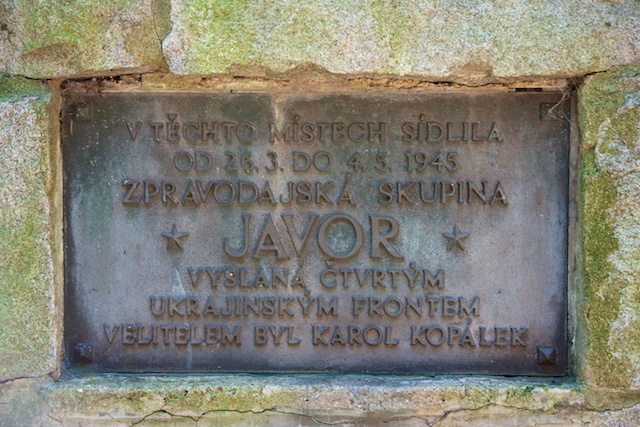 V TĚCHTO MÍSTECH SÍDLILA
OD 26.3. DO 4.5. 1945
ZPRAVODAJSKÁ SKUPINA
JAVOR
VYSLANÁ ČTVRTÝM
UKRAJINSKÝM FRONTEM
VELITELEM BYL KAROL KOPÁLEK